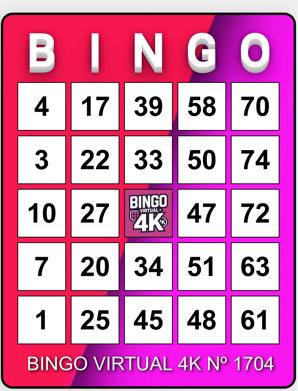 B I N G O
4 17 39 58 70
3 22 33 50 74
10 27 BINGO VIRTUAL 4K 47 72
7 20 34 51 63
1 25 45 48 61
BINGO VIRTUAL 4K Nº 1704